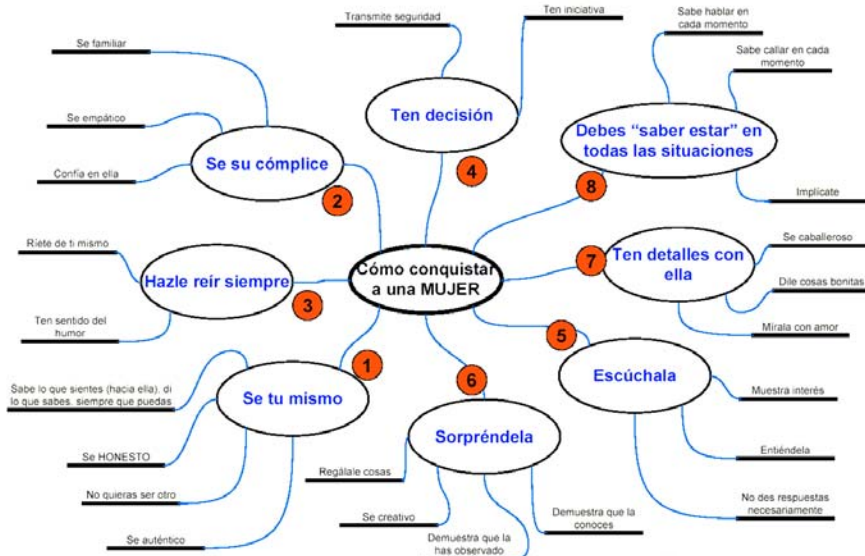 Cómo conquistar
a una MUJER
1
Se tu mismo
Sabe lo que sientes (hacia ella). di
lo que sabes. siempre que puedas
Se HONESTO
No quieras ser otro
Se auténtico
2
Se su cómplice
Se familiar
Se empático
Confía en ella
3
Hazle reír siempre
Ríete de ti mismo
Ten sentido del
humor
4
Ten decisión
Transmite seguridad
Ten iniciativa
5
Escúchala
Muestra interés
Entiéndela
No des respuestas
necesariamente
6
Sorpréndela
Regálale cosas
Se creativo
Demuestra que la
has observado
Demuestra que la
conoces
7
Ten detalles con
ella
Se caballeroso
Dile cosas bonitas
Mírala con amor
8
Debes “saber estar” en
todas las situaciones
Sabe hablar en
cada momento
Sabe callar en cada
momento
Implícate